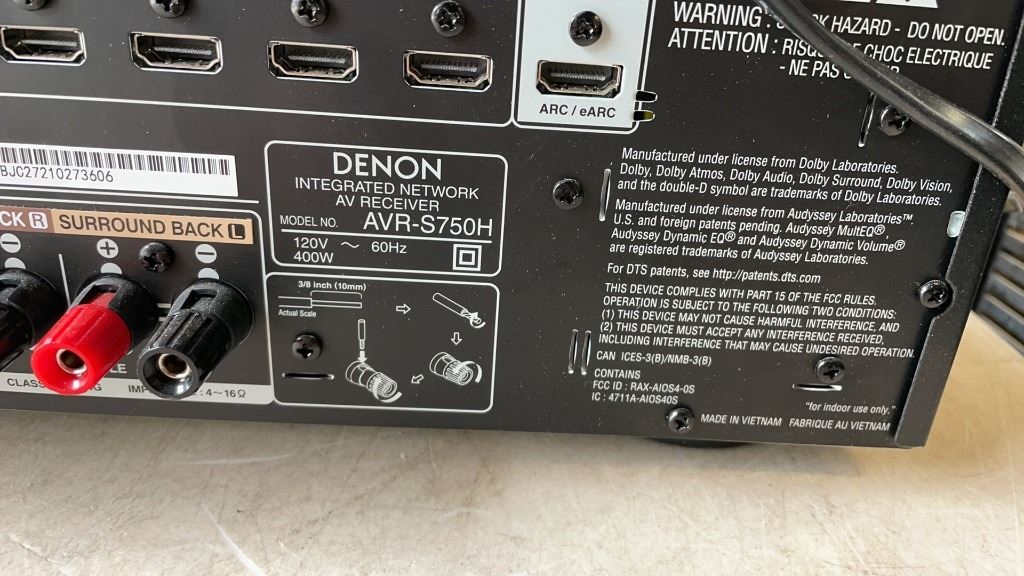 WARNING : HAZARD - DO NOT OPEN.
ATTENTION : CHOC ELECTRIQUE
- NE PAS
ARC / eARC
BJC27210273606
R SURROUND BACK L
DENON
INTEGRATED NETWORK
AV RECEIVER
MODEL NO. AVR-S750H
120V ~ 60Hz
400W
3/8 inch (10mm)
Actual Scale
CLASS
: 4~16Ω
Manufactured under license from Dolby Laboratories.
Dolby, Dolby Atmos, Dolby Audio, Dolby Surround, Dolby Vision,
and the double-D symbol are trademarks of Dolby Laboratories.
Manufactured under license from Audyssey Laboratories™.
U.S. and foreign patents pending. Audyssey MultEQ®,
Audyssey Dynamic EQ® and Audyssey Dynamic Volume®
are registered trademarks of Audyssey Laboratories.
For DTS patents, see http://patents.dts.com
THIS DEVICE COMPLIES WITH PART 15 OF THE FCC RULES.
OPERATION IS SUBJECT TO THE FOLLOWING TWO CONDITIONS:
(1) THIS DEVICE MAY NOT CAUSE HARMFUL INTERFERENCE, AND
(2) THIS DEVICE MUST ACCEPT ANY INTERFERENCE RECEIVED,
INCLUDING INTERFERENCE THAT MAY CAUSE UNDESIRED OPERATION.
CAN ICES-3(B)/NMB-3(B)
CONTAINS
FCC ID : RAX-AIOS4-0S
IC : 4711A-AIOS40S
"for indoor use only."
MADE IN VIETNAM FABRIQUE AU VIETNAM